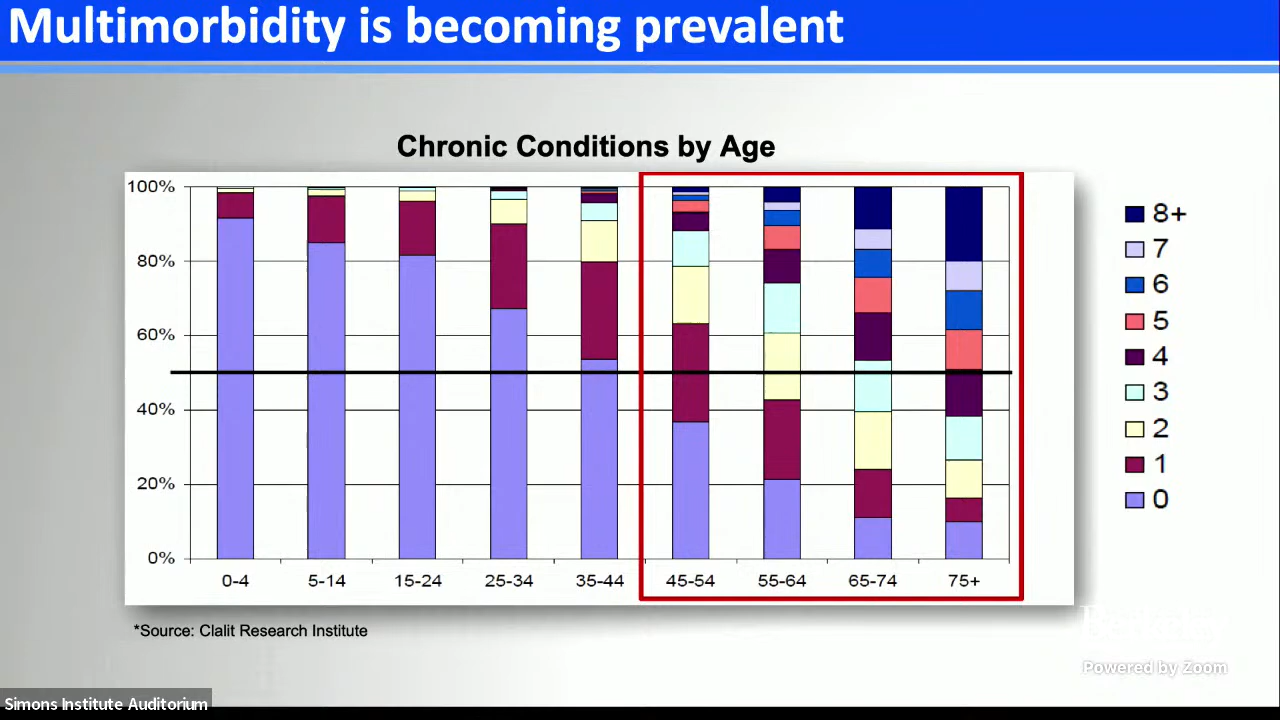 Multimorbidity is becoming prevalent
Chronic Conditions by Age
100%
80%
60%
40%
20%
0%
0-4 5-14 15-24 25-34 35-44 45-54 55-64 65-74 75+
8+
7
6
5
4
3
2
1
0
*Source: Clalit Research Institute
Powered by Zoom
Simons Institute Auditorium